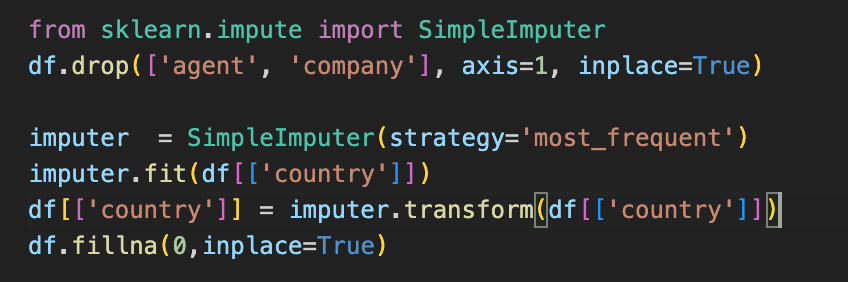 from sklearn.impute import SimpleImputer
df.drop(['agent', 'company'], axis=1, inplace=True)
imputer  = SimpleImputer(strategy='most_frequent')
imputer.fit(df[['country']])
df[['country']] = imputer.transform(df[['country']])
df.fillna(0,inplace=True)